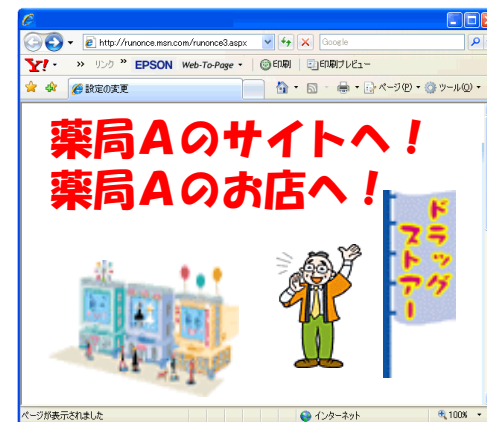 http://runonce.msn.com/runonce3.aspx
Google
Y! リンク EPSON Web-To-Page 印刷 印刷プレビュー
設定の変更 ページ(P) ツール(O)
薬局Aのサイトへ！
薬局Aのお店へ！
ドラッグ
ストアー
ページが表示されました インターネット 100%